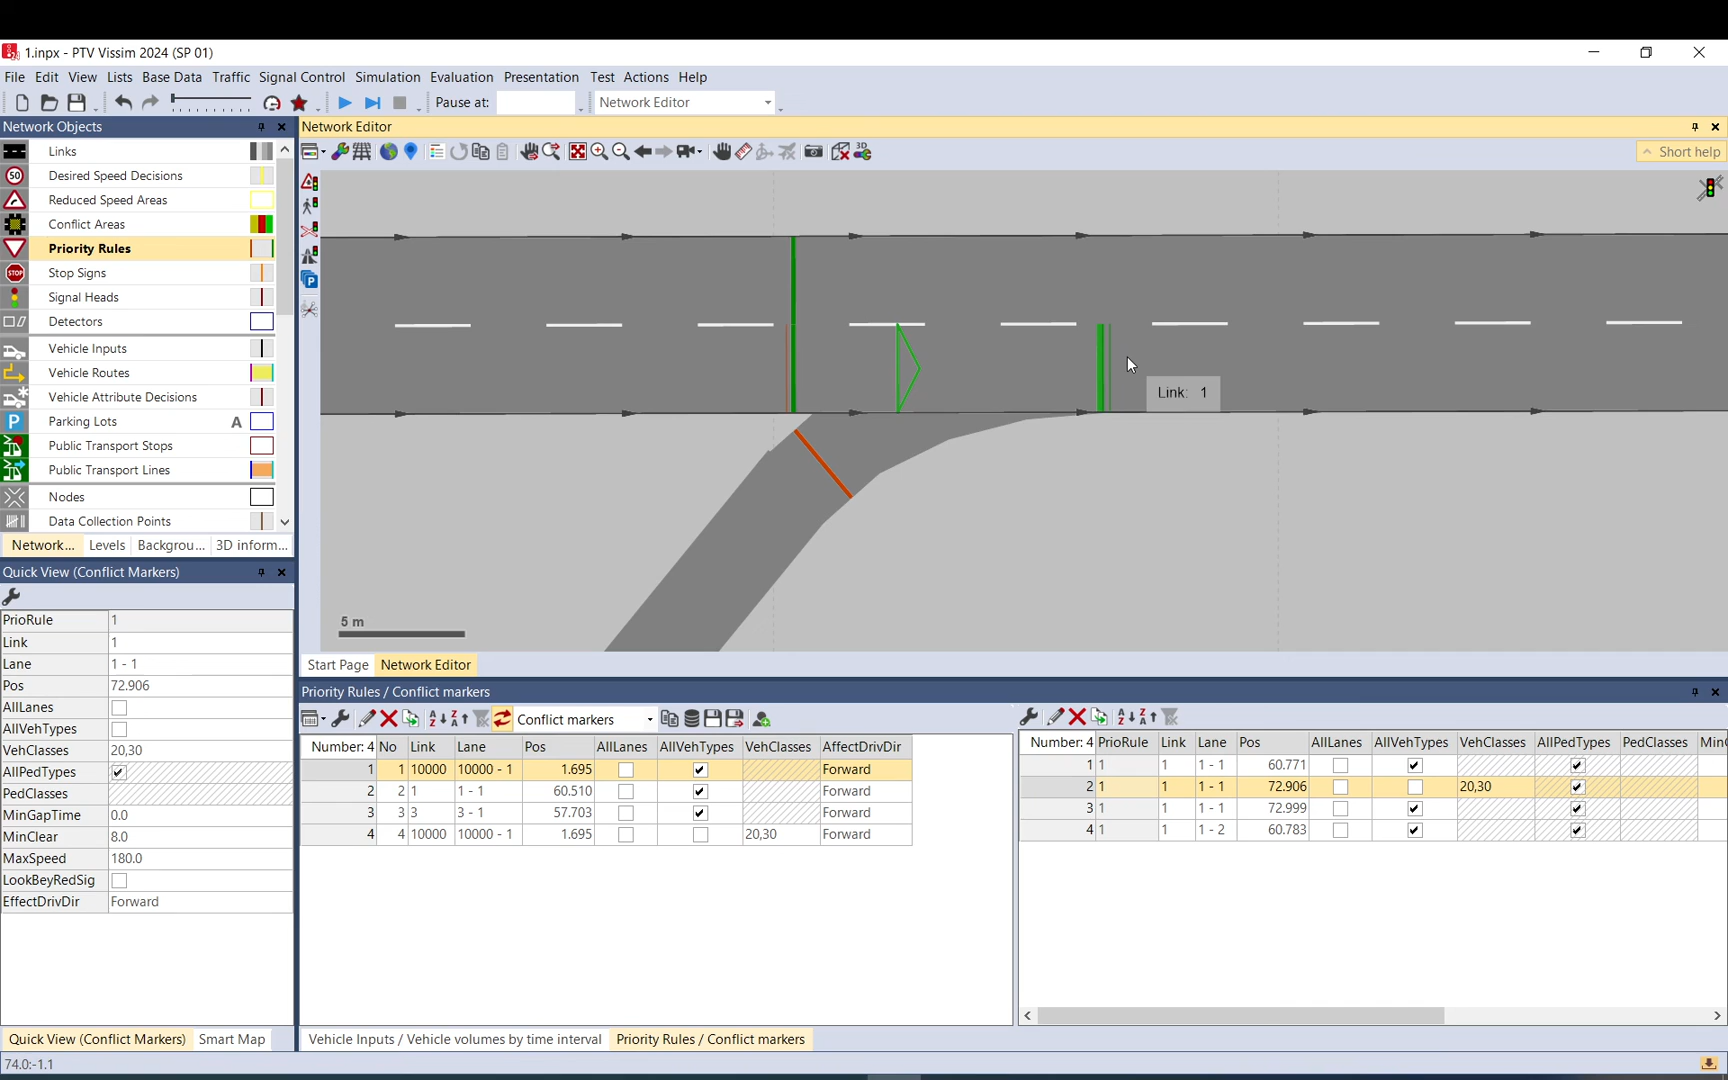 1.inpx - PTV Vissim 2024 (SP 01)
File Edit View Lists Base Data Traffic Signal Control Simulation Evaluation Presentation Test Actions Help
Pause at: Network Editor
Network Objects
Network Editor
Links
Short help
50 Desired Speed Decisions
Reduced Speed Areas
Conflict Areas
Priority Rules
STOP Stop Signs
Signal Heads
Detectors
Vehicle Inputs
Vehicle Routes
Vehicle Attribute Decisions
P Parking Lots A
Public Transport Stops
Public Transport Lines
Nodes
Data Collection Points
Network... Levels Backgrou... 3D inform...
3D
P
Link: 1
5 m
Start Page Network Editor
Quick View (Conflict Markers)
PrioRule 1
Link 1
Lane 1 - 1
Pos 72.906
AllLanes
AllVehTypes
VehClasses 20,30
AllPedTypes
PedClasses
MinGapTime 0.0
MinClear 8.0
MaxSpeed 180.0
LookBeyRedSig
EffectDrivDir Forward
Quick View (Conflict Markers) Smart Map
Priority Rules / Conflict markers
Conflict markers
Number: 4 No Link Lane Pos AllLanes AllVehTypes VehClasses AffectDrivDir
1 1 10000 10000 - 1 1.695 Forward
2 2 1 1 - 1 60.510 Forward
3 3 3 3 - 1 57.703 Forward
4 4 10000 10000 - 1 1.695 20,30 Forward
Number: 4 PrioRule Link Lane Pos AllLanes AllVehTypes VehClasses AllPedTypes PedClasses
1 1 1 1 - 1 60.771
2 1 1 1 - 1 72.906 20,30
3 1 1 1 - 1 72.999
4 1 1 1 - 2 60.783
Vehicle Inputs / Vehicle volumes by time interval Priority Rules / Conflict markers
74.0:-1.1